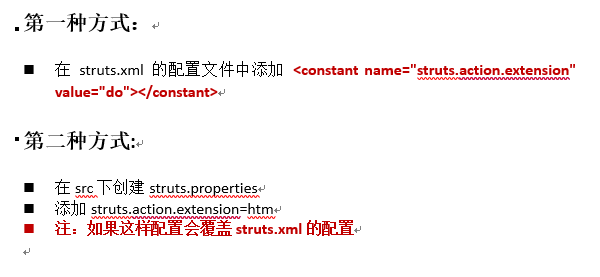 第一种方式：
在 struts.xml 的配置文件中添加 <constant name="struts.action.extension"
value="do"></constant>
第二种方式:
在 src 下创建 struts.properties
添加 struts.action.extension=htm
注：如果这样配置会覆盖 struts.xml 的配置